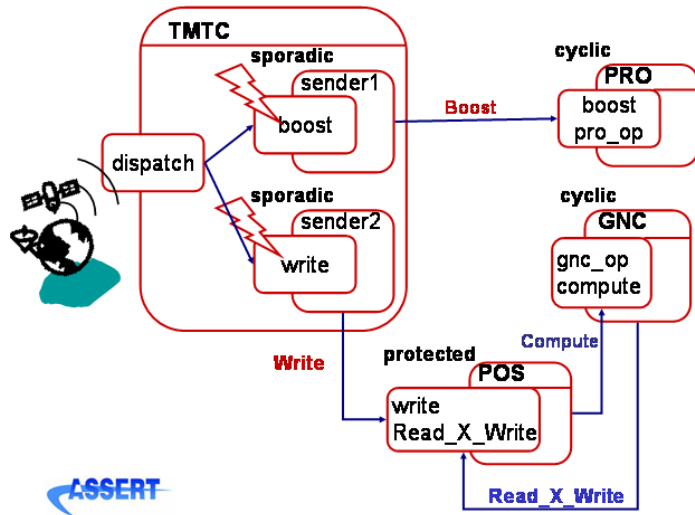 TMTC
sporadic
sender1
boost
dispatch
sporadic
sender2
write
Boost
cyclic
PRO
boost
pro_op
cyclic
GNC
gnc_op
compute
Write
Compute
protected
POS
write
Read_X_Write
Read_X_Write
ASSERT